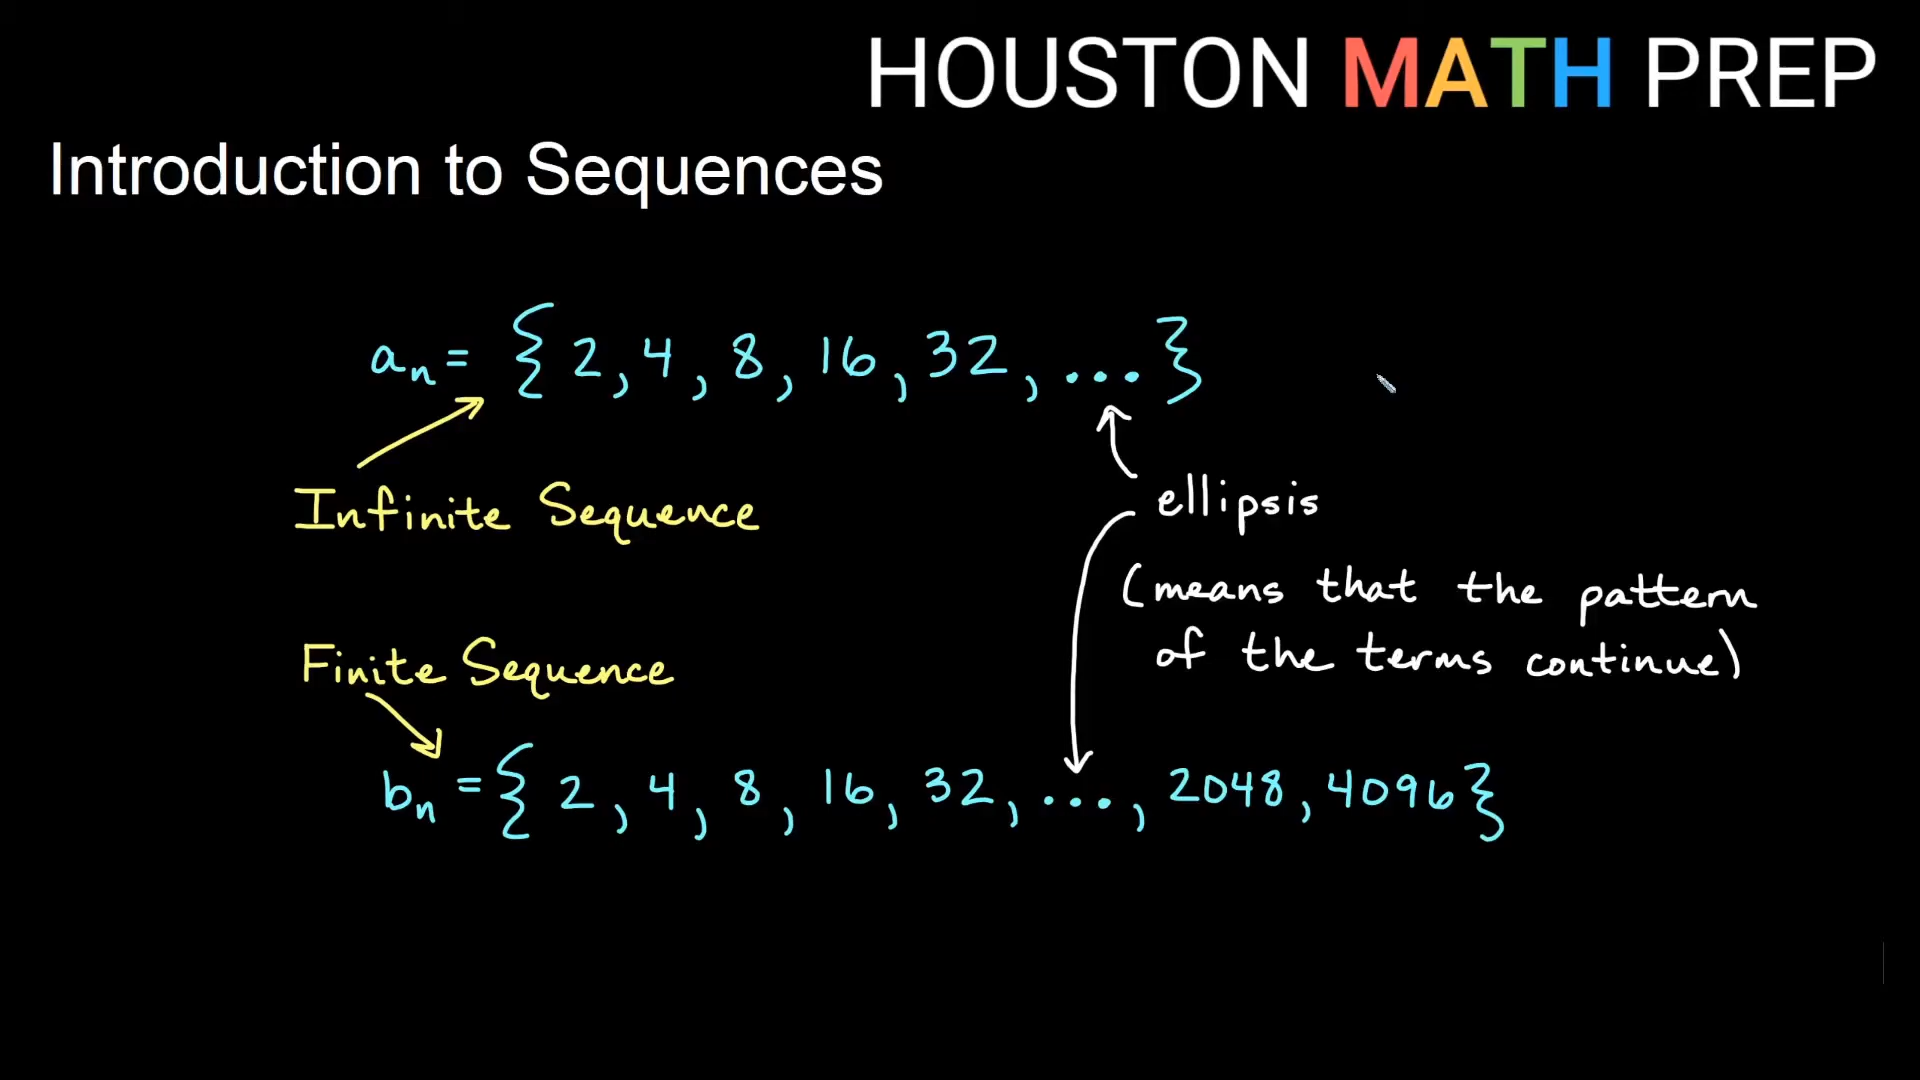 HOUSTON MATH PREP
Introduction to Sequences
aₙ = { 2, 4, 8, 16, 32, ... }
Infinite Sequence
ellipsis
(means that the pattern
of the terms continue)
Finite Sequence
bₙ = { 2, 4, 8, 16, 32, ..., 2048, 4096}